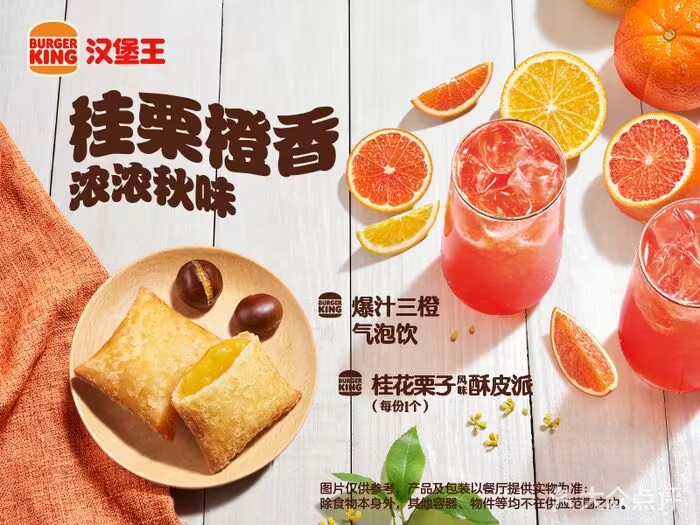 BURGER
KING
汉堡王
桂栗橙香
浓浓秋味
BURGER
KING
爆汁三橙
气泡饮
BURGER
KING
桂花栗子风味酥皮派
(每份1个)
图片仅供参考,产品及包装以餐厅提供实物为准;
除食物本身外,其他容器、物件等均不在供应范围之内。
大众点评